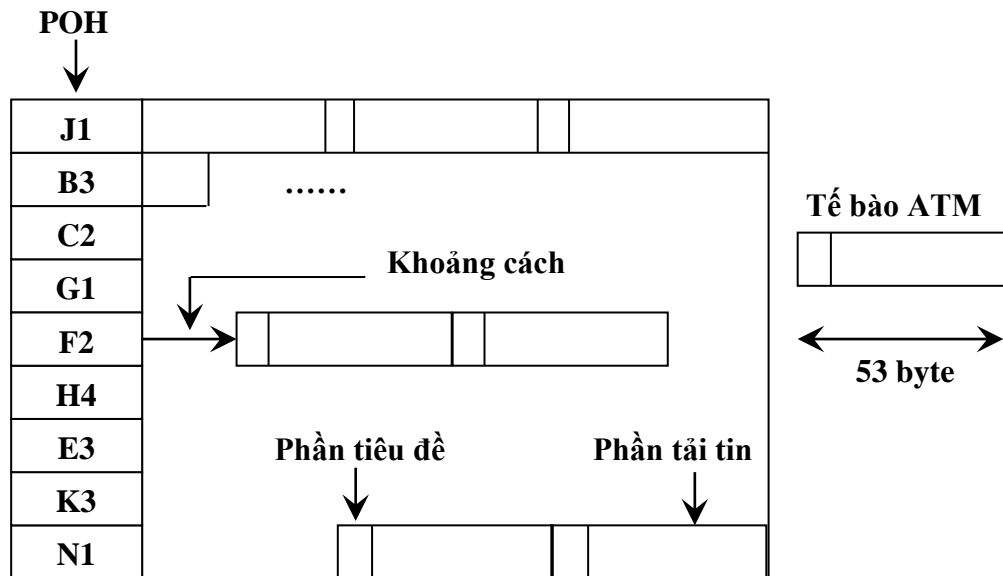 POH
J1
B3
......
Tế bào ATM
C2
Khoảng cách
G1
F2
53 byte
H4
E3
Phần tiêu đề
Phần tải tin
K3
N1